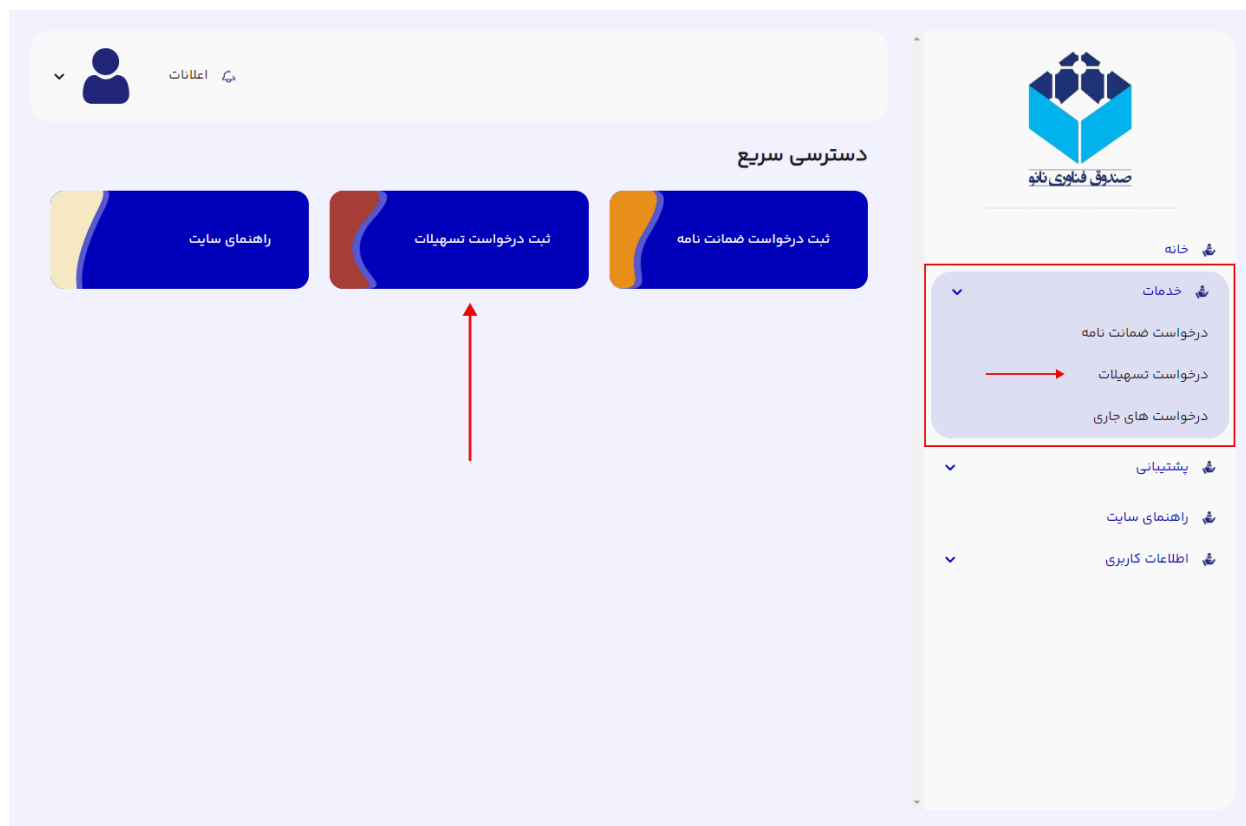 صندوق فناوری نانو
خانه
خدمات
درخواست ضمانت نامه
درخواست تسهیلات
درخواست های جاری
پشتیبانی
راهنمای سایت
اطلاعات کاربری
اعلانات
دسترسی سریع
ثبت درخواست ضمانت نامه
ثبت درخواست تسهیلات
راهنمای سایت